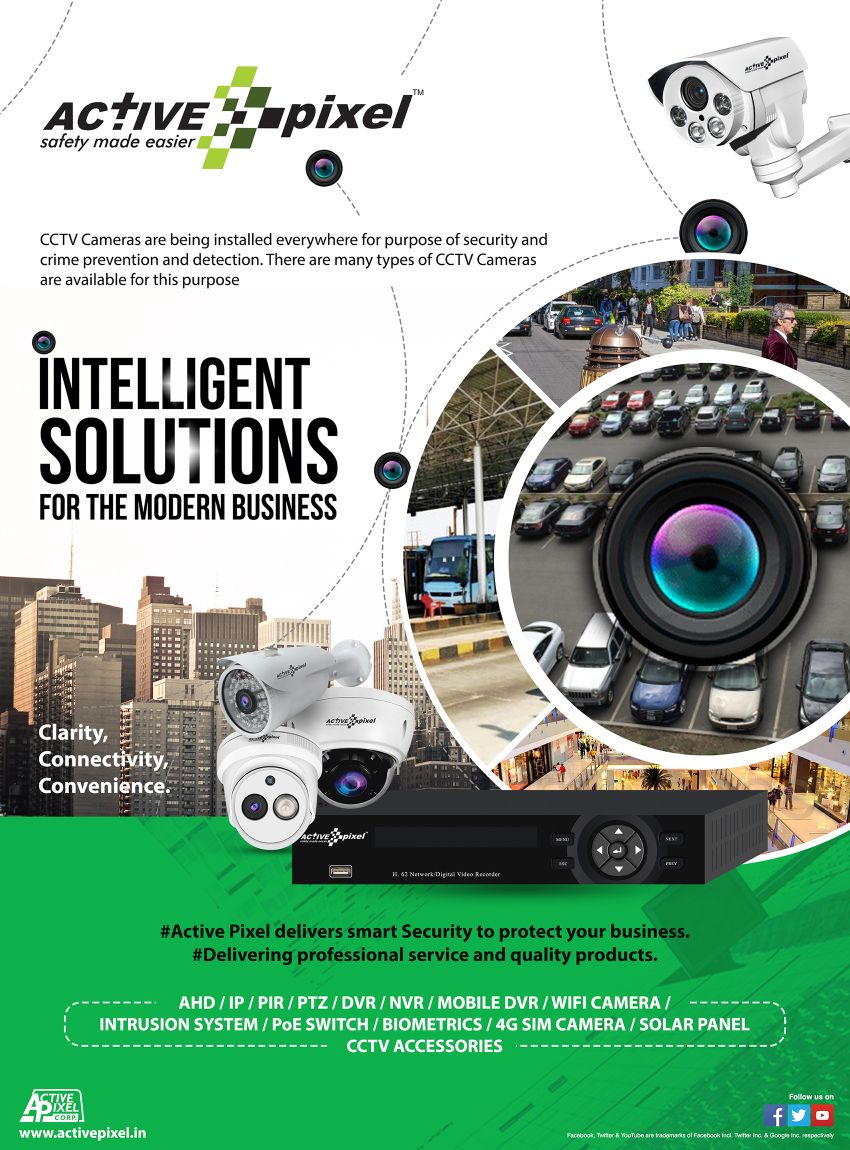 ACTIVE pixel™
safety made easier
ACTIVE pixel
CCTV Cameras are being installed everywhere for purpose of security and
crime prevention and detection. There are many types of CCTV Cameras
are available for this purpose
INTELLIGENT
SOLUTIONS
FOR THE MODERN BUSINESS
Clarity,
Connectivity,
Convenience.
ACTIVE pixel
ACTIVE pixel
ACTIVE pixel
safety made easier
MENU
NEXT
ESC
PREV
H. 62 Network/Digital Video Recorder
#Active Pixel delivers smart Security to protect your business.
#Delivering professional service and quality products.
AHD / IP / PIR / PTZ / DVR / NVR / MOBILE DVR / WIFI CAMERA /
INTRUSION SYSTEM / PoE SWITCH / BIOMETRICS / 4G SIM CAMERA / SOLAR PANEL
CCTV ACCESSORIES
ACTIVE
PIXEL
CORP.
www.activepixel.in
Follow us on
Facebook, Twitter & YouTube are trademarks of Facebook Incl. Twitter Inc. & Google Inc. respectively